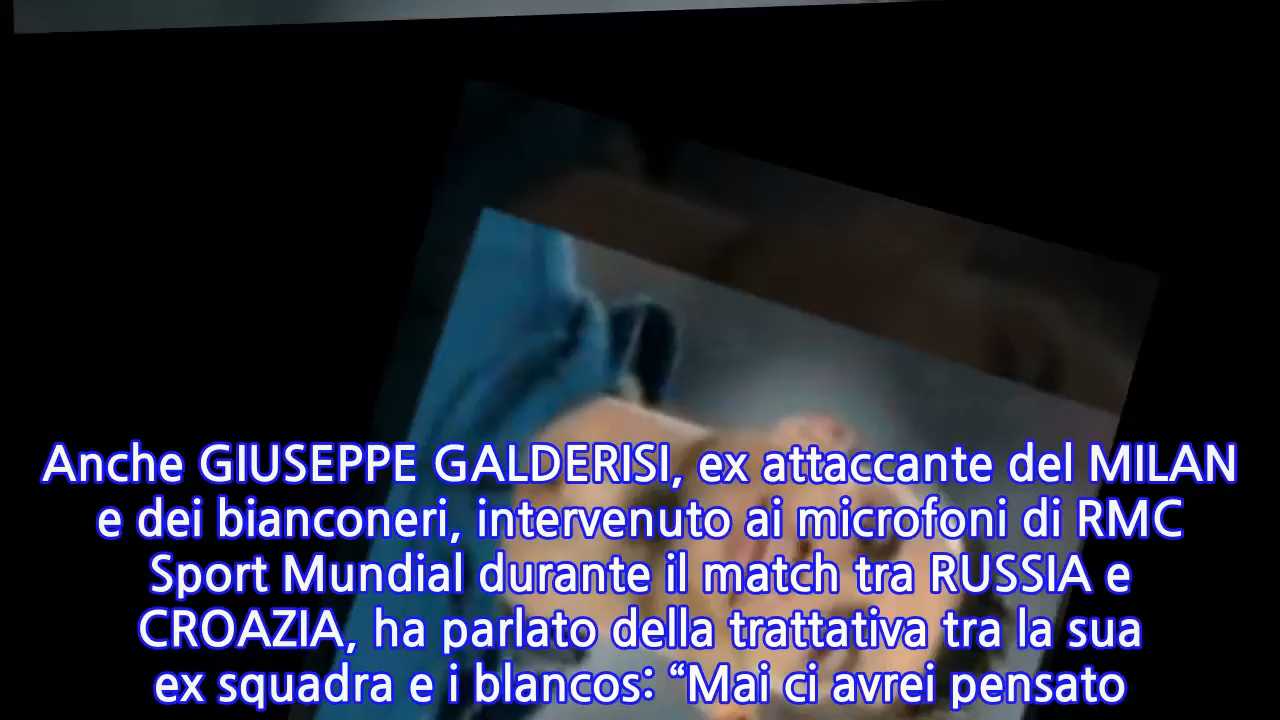 Anche GIUSEPPE GALDERISI, ex attaccante del MILAN
e dei bianconeri, intervenuto ai microfoni di RMC
Sport Mundial durante il match tra RUSSIA e
CROAZIA, ha parlato della trattativa tra la sua
ex squadra e i blancos: “Mai ci avrei pensato